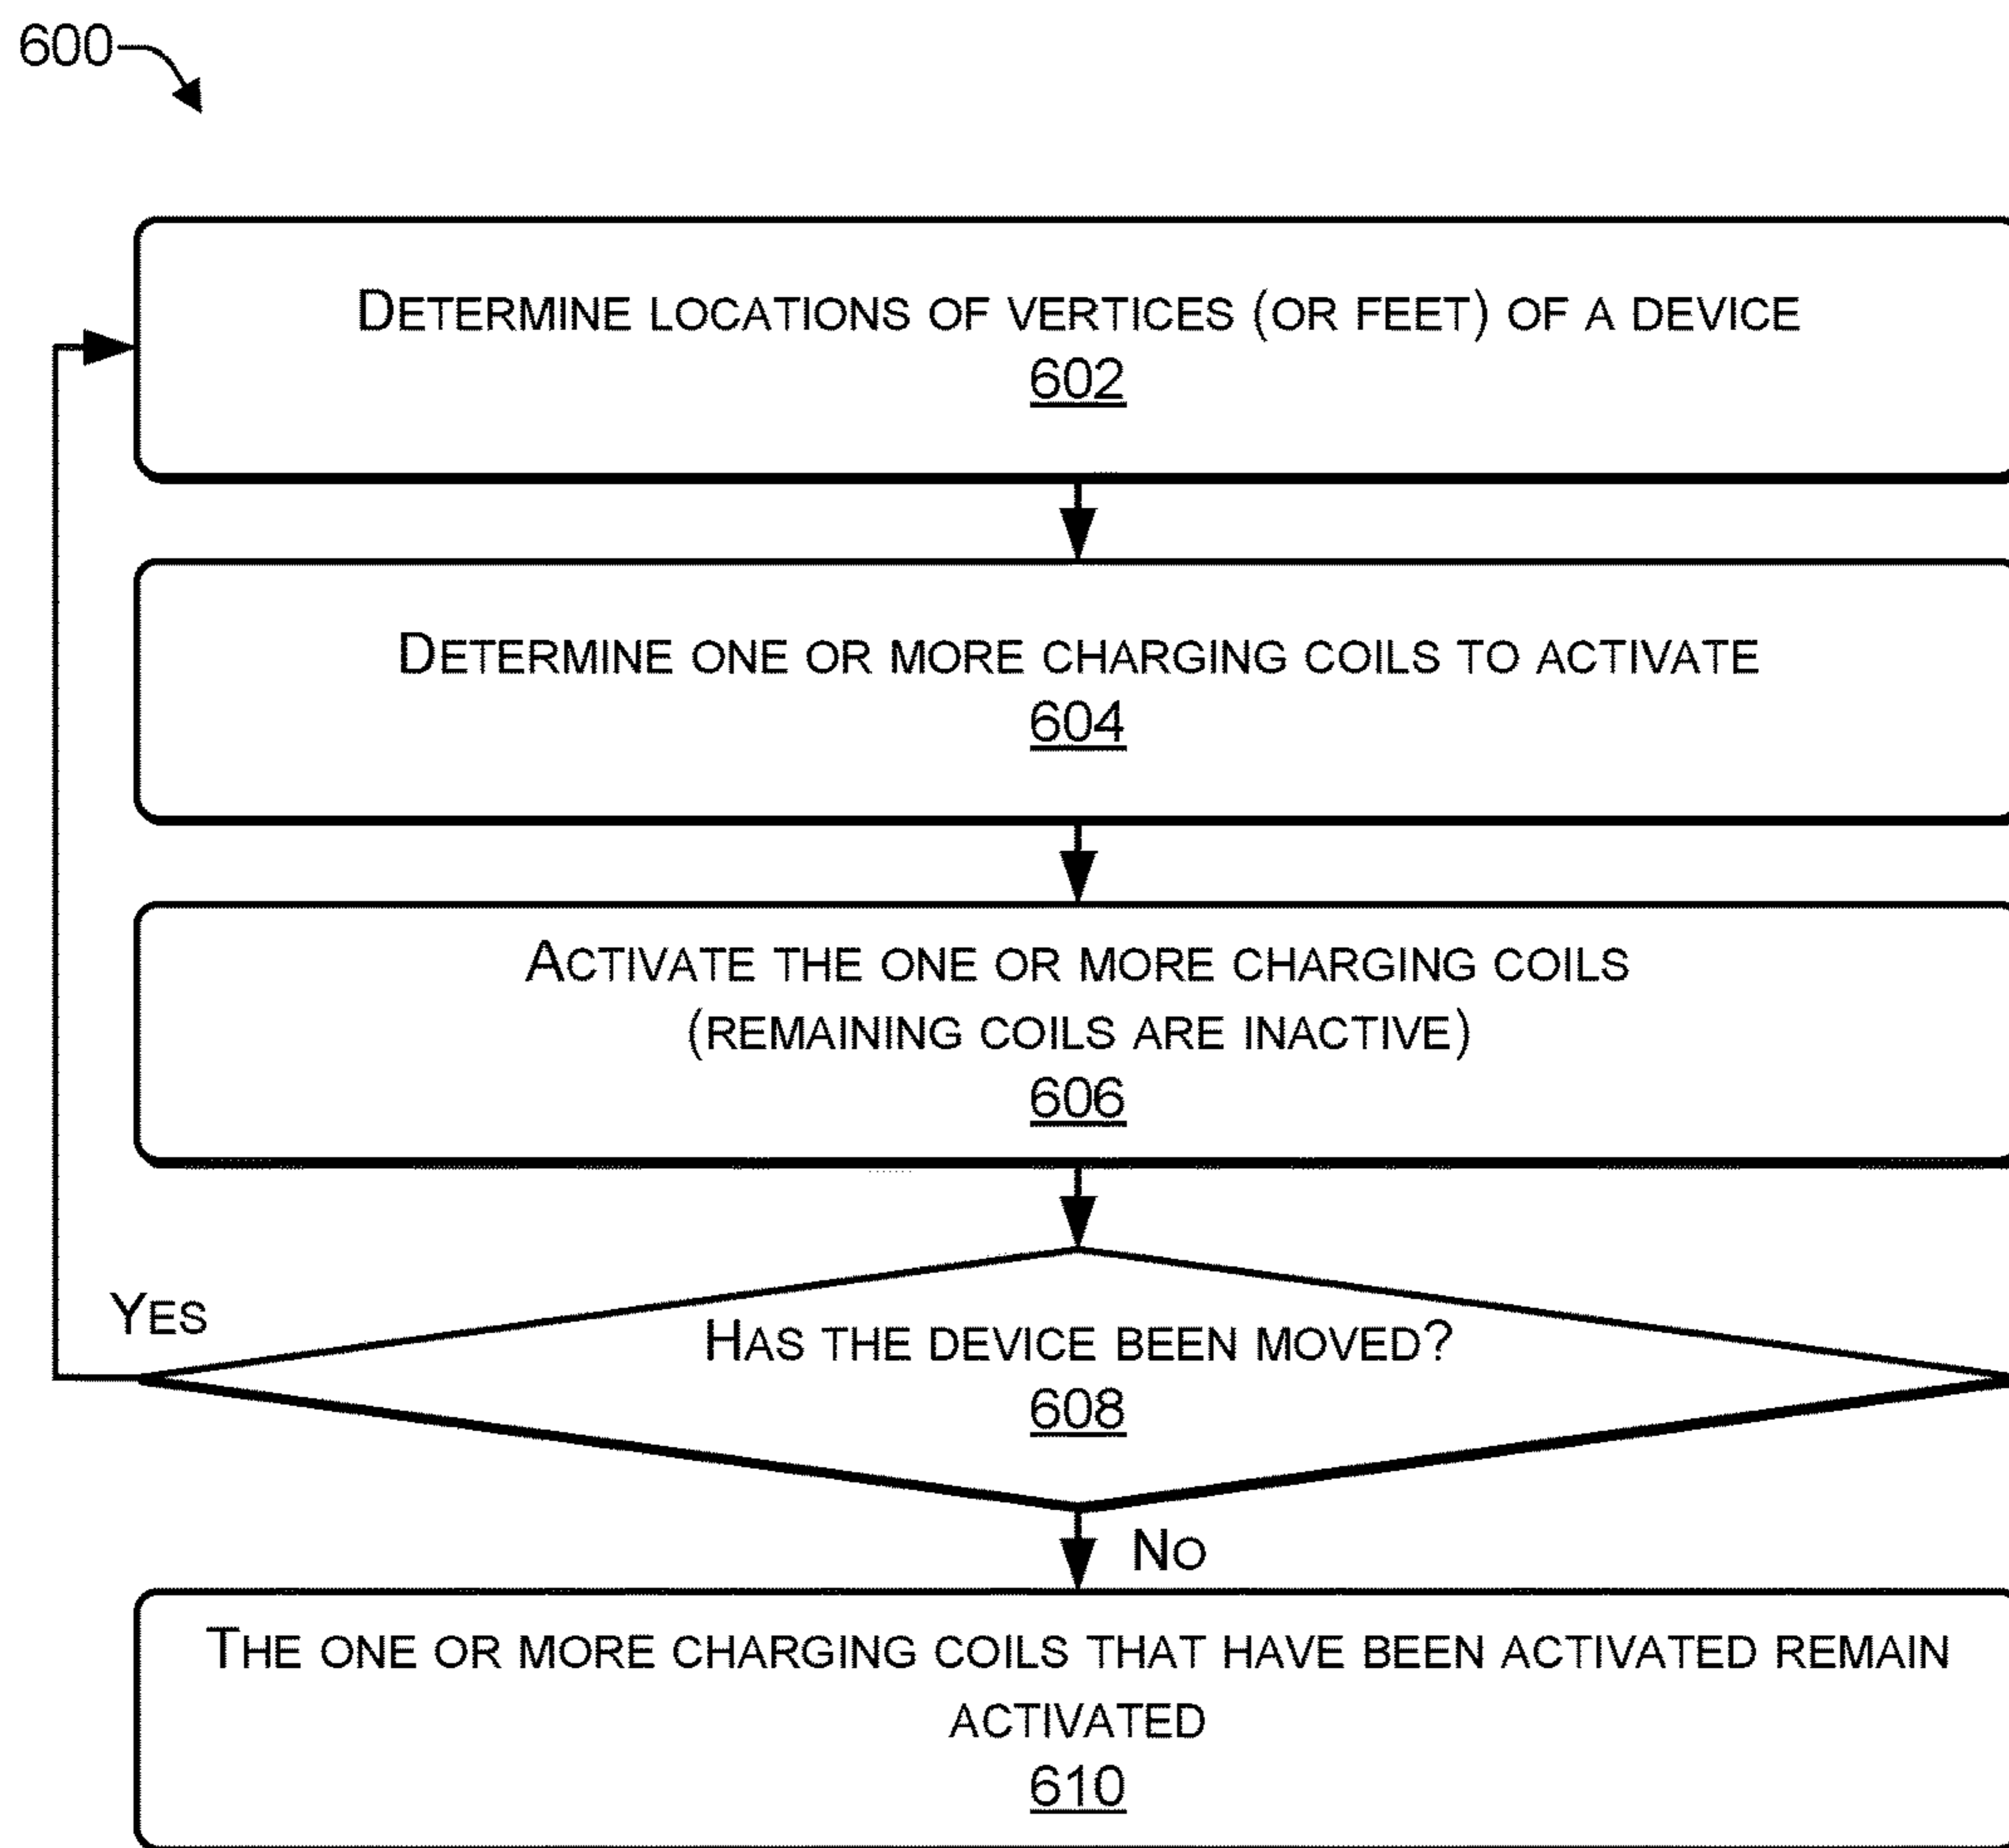 600
DETERMINE LOCATIONS OF VERTICES (OR FEET) OF A DEVICE
602
DETERMINE ONE OR MORE CHARGING COILS TO ACTIVATE
604
ACTIVATE THE ONE OR MORE CHARGING COILS
(REMAINING COILS ARE INACTIVE)
606
YES
HAS THE DEVICE BEEN MOVED?
608
NO
THE ONE OR MORE CHARGING COILS THAT HAVE BEEN ACTIVATED REMAIN
ACTIVATED
610